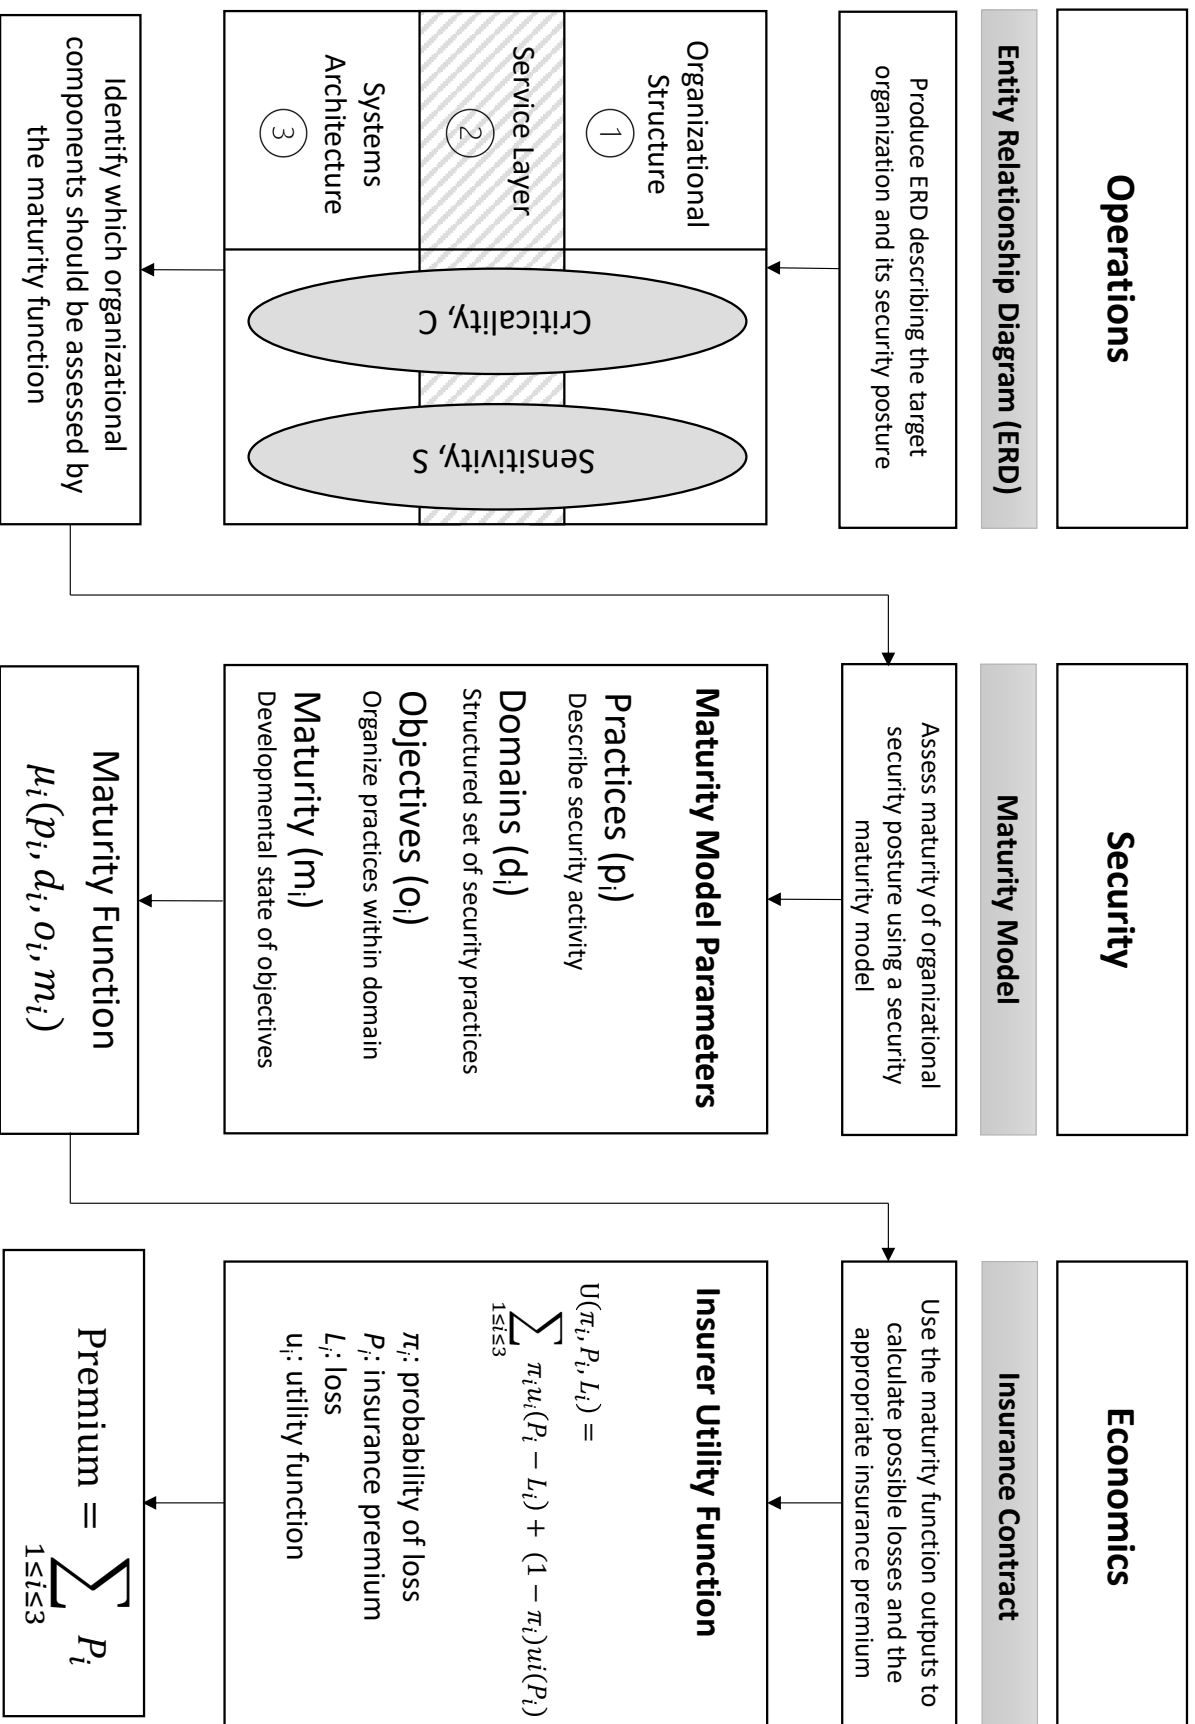 Operations
Entity Relationship Diagram (ERD)
Produce ERD describing the target
organization and its security posture
Organizational
Structure
1
Service Layer
2
Systems
Architecture
3
Criticality, C
Sensitivity, S
Identify which organizational
components should be assessed by
the maturity function
Security
Maturity Model
Assess maturity of organizational
security posture using a security
maturity model
Maturity Model Parameters
Practices (pᵢ)
Describe security activity
Domains (dᵢ)
Structured set of security practices
Objectives (oᵢ)
Organize practices within domain
Maturity (mᵢ)
Developmental state of objectives
Maturity Function
μᵢ(pᵢ, dᵢ, oᵢ, mᵢ)
Economics
Insurance Contract
Use the maturity function outputs to
calculate possible losses and the
appropriate insurance premium
Insurer Utility Function
U(πᵢ, Pᵢ, Lᵢ) =
∑ πᵢuᵢ(Pᵢ − Lᵢ) + (1 − πᵢ)ui(Pᵢ)
1≤i≤3
πᵢ: probability of loss
Pᵢ: insurance premium
Lᵢ: loss
uᵢ: utility function
Premium = ∑ Pᵢ
1≤i≤3